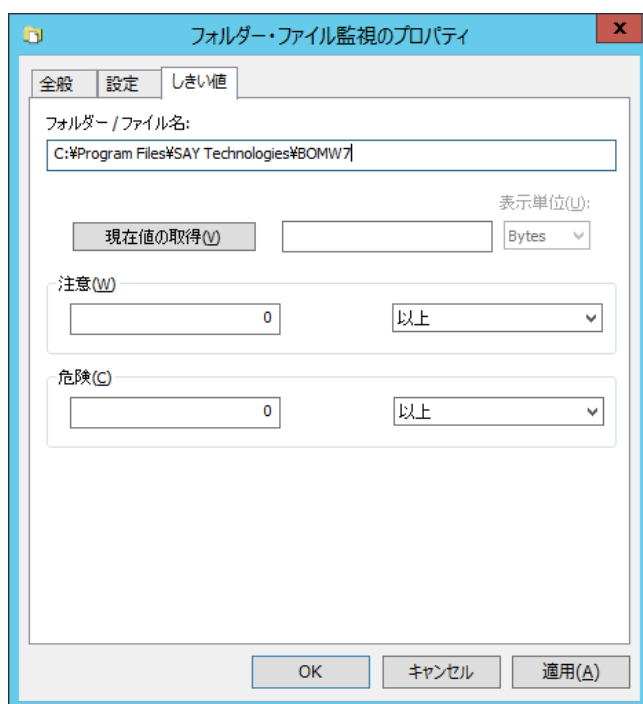 フォルダー・ファイル監視のプロパティ
x
全般 設定 しきい値
フォルダー / ファイル名:
C:¥Program Files¥SAY Technologies¥BOMW7
表示単位(U):
現在値の取得(V) Bytes
注意(W)
0 以上
危険(C)
0 以上
OK キャンセル 適用(A)